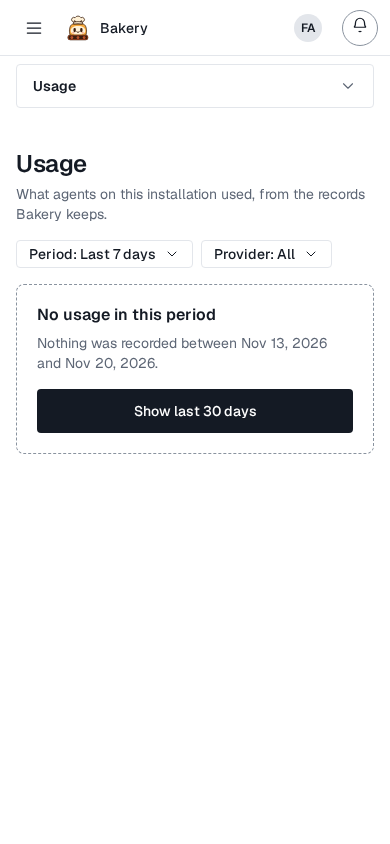 Bakery
FA
Usage
Usage
What agents on this installation used, from the records
Bakery keeps.
Period: Last 7 days
Provider: All
No usage in this period
Nothing was recorded between Nov 13, 2026
and Nov 20, 2026.
Show last 30 days